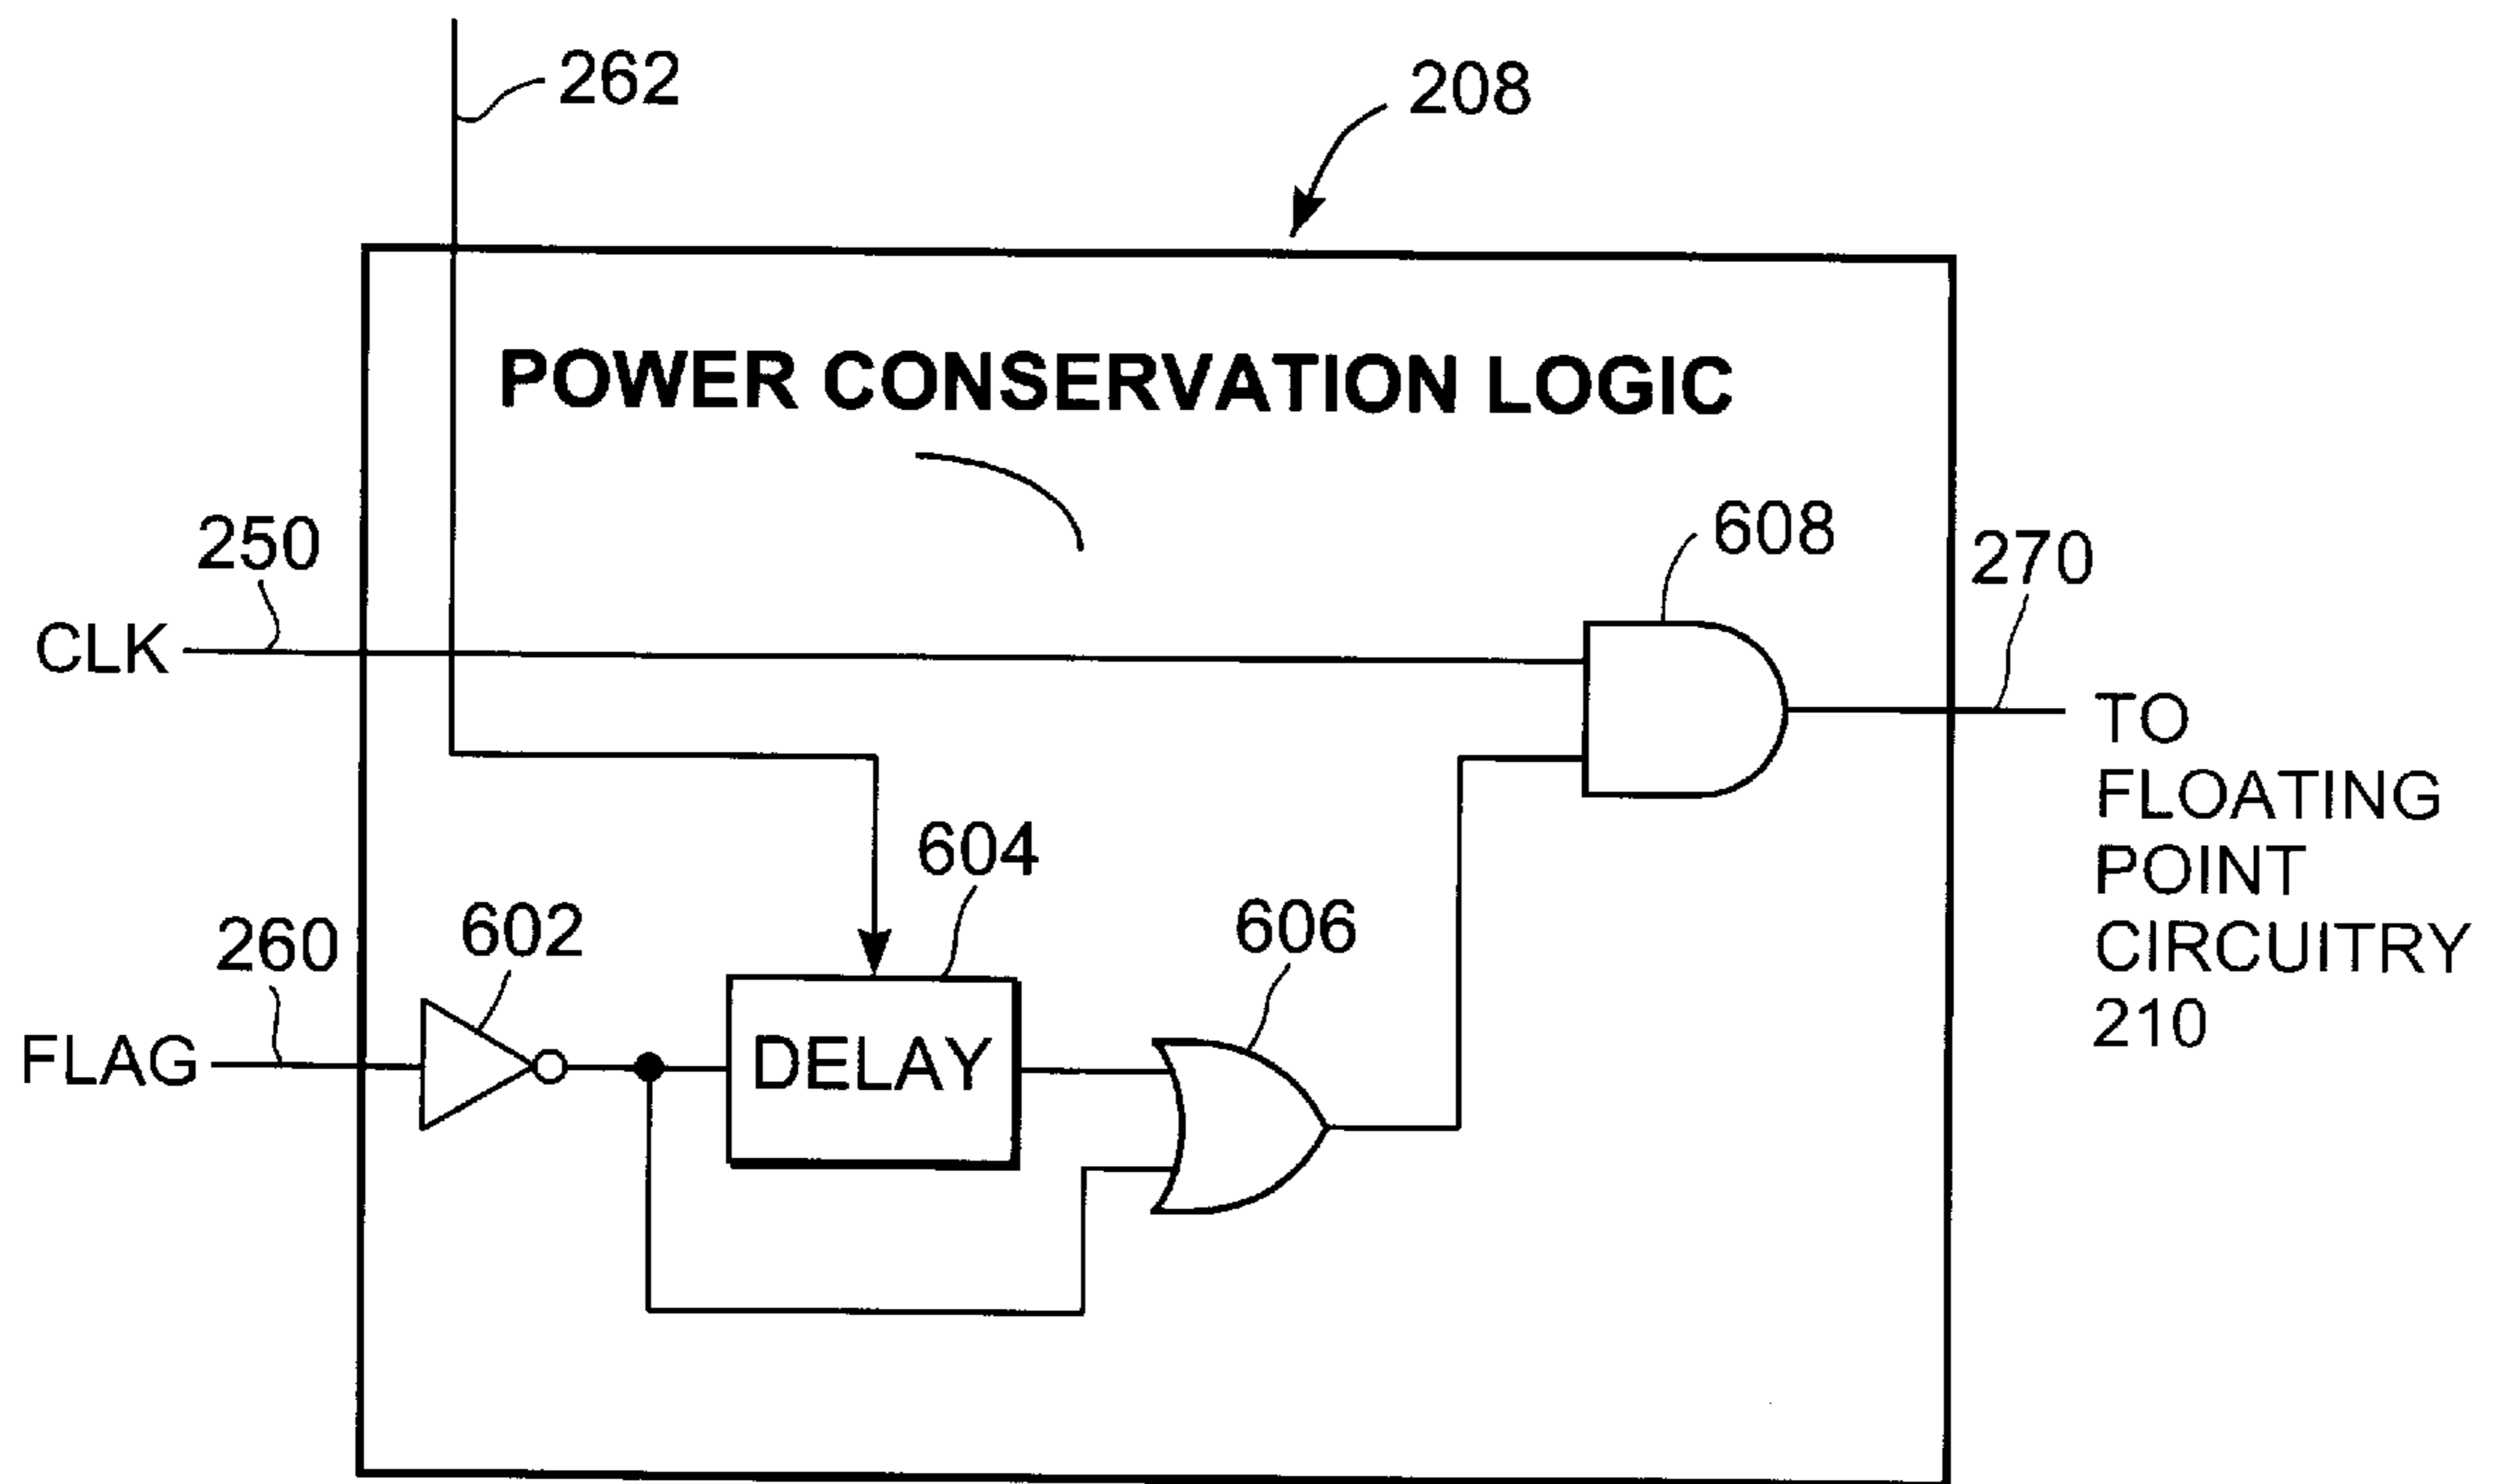 262
208
POWER CONSERVATION LOGIC
250
CLK
608
270
TO
FLOATING
POINT
CIRCUITRY
210
604
606
602
260
FLAG
DELAY